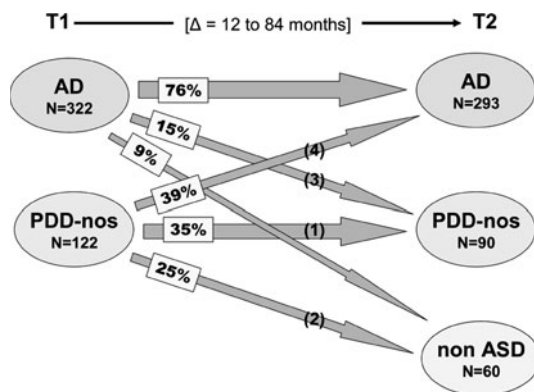 T1 [Δ = 12 to 84 months] T2
AD
N=322
76%
AD
N=293
15%
9%
(4)
(3)
39%
PDD-nos
N=122
35%
(1)
PDD-nos
N=90
25%
(2)
non ASD
N=60